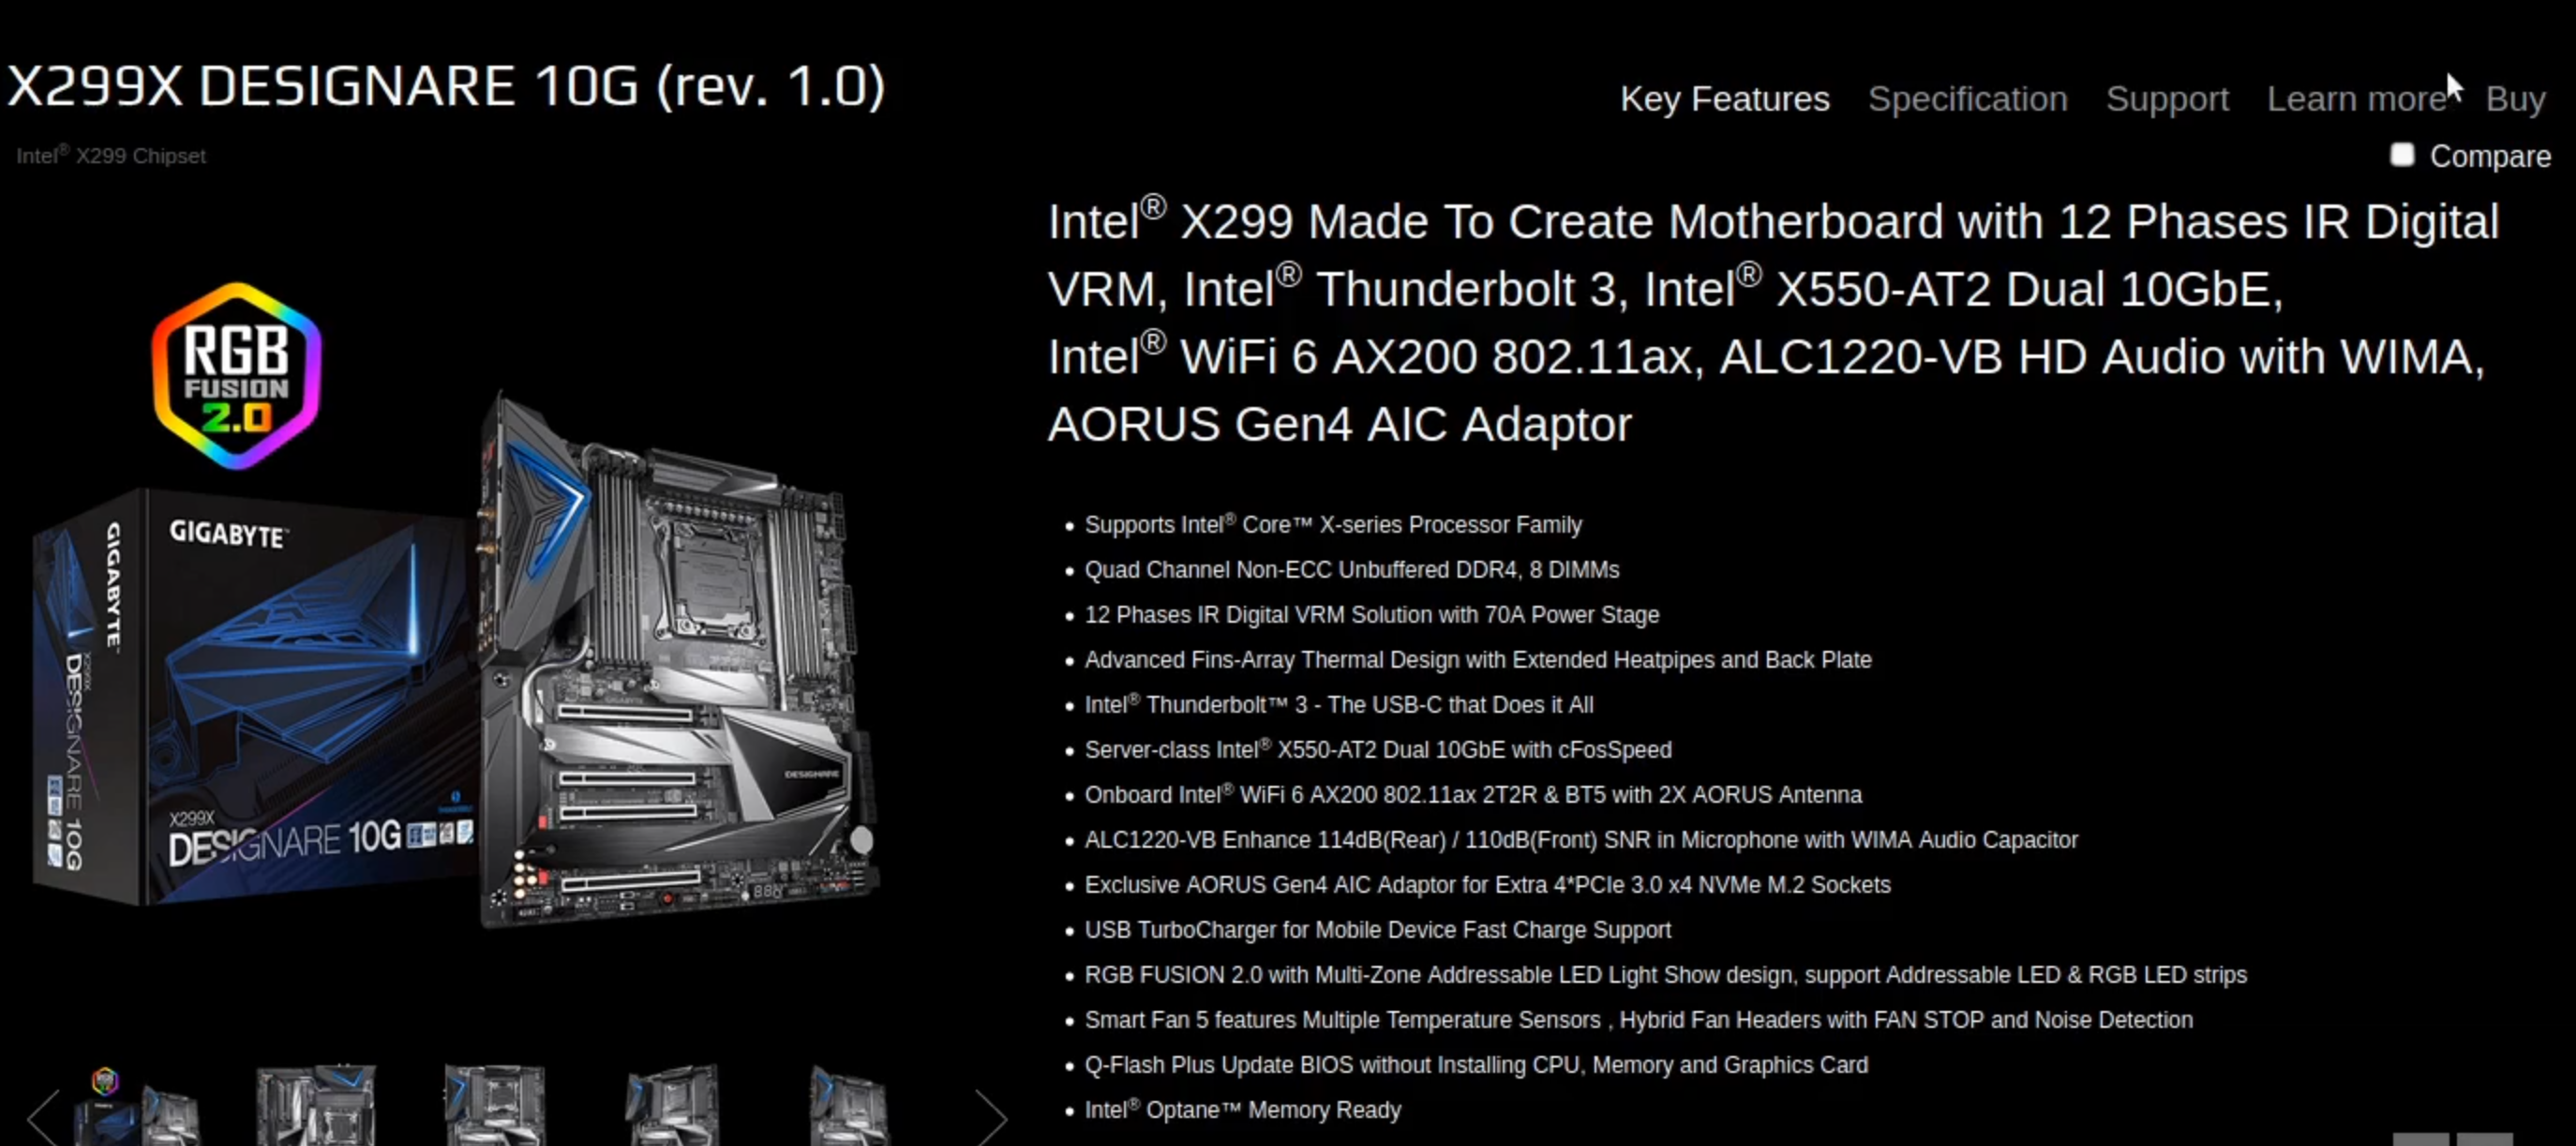 X299X DESIGNARE 10G (rev. 1.0)
Key Features Specification Support Learn more Buy
Intel® X299 Chipset
Compare
Intel® X299 Made To Create Motherboard with 12 Phases IR Digital
VRM, Intel® Thunderbolt 3, Intel® X550-AT2 Dual 10GbE,
Intel® WiFi 6 AX200 802.11ax, ALC1220-VB HD Audio with WIMA,
AORUS Gen4 AIC Adaptor
RGB
FUSION
2.0
GIGABYTE™
GIGABYTE™
X299X
DESIGNARE 10G
X299X
DESIGNARE 10G
DESIGNARE
• Supports Intel® Core™ X-series Processor Family
• Quad Channel Non-ECC Unbuffered DDR4, 8 DIMMs
• 12 Phases IR Digital VRM Solution with 70A Power Stage
• Advanced Fins-Array Thermal Design with Extended Heatpipes and Back Plate
• Intel® Thunderbolt™ 3 - The USB-C that Does it All
• Server-class Intel® X550-AT2 Dual 10GbE with cFosSpeed
• Onboard Intel® WiFi 6 AX200 802.11ax 2T2R & BT5 with 2X AORUS Antenna
• ALC1220-VB Enhance 114dB(Rear) / 110dB(Front) SNR in Microphone with WIMA Audio Capacitor
• Exclusive AORUS Gen4 AIC Adaptor for Extra 4*PCIe 3.0 x4 NVMe M.2 Sockets
• USB TurboCharger for Mobile Device Fast Charge Support
• RGB FUSION 2.0 with Multi-Zone Addressable LED Light Show design, support Addressable LED & RGB LED strips
• Smart Fan 5 features Multiple Temperature Sensors , Hybrid Fan Headers with FAN STOP and Noise Detection
• Q-Flash Plus Update BIOS without Installing CPU, Memory and Graphics Card
• Intel® Optane™ Memory Ready